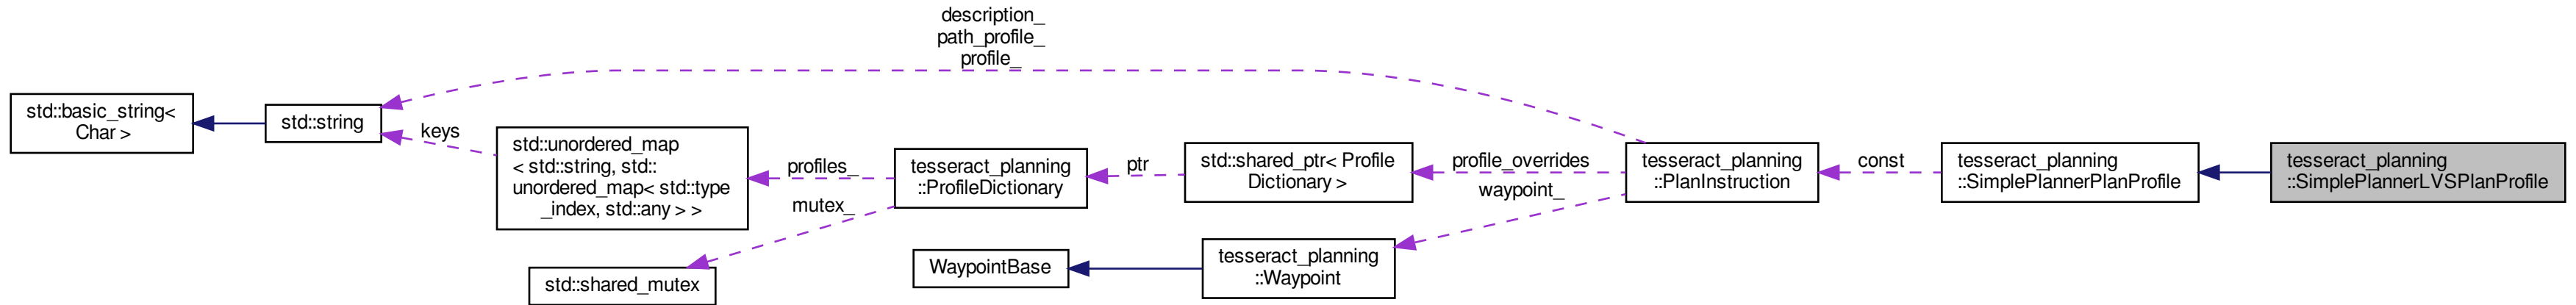 description_
path_profile_
profile_
std::basic_string<
Char >
std::string
keys
std::unordered_map
< std::string, std::
unordered_map< std::type
_index, std::any > >
profiles_
mutex_
std::shared_mutex
tesseract_planning
::ProfileDictionary
ptr
std::shared_ptr< Profile
Dictionary >
profile_overrides
waypoint_
WaypointBase
tesseract_planning
::Waypoint
tesseract_planning
::PlanInstruction
const
tesseract_planning
::SimplePlannerPlanProfile
tesseract_planning
::SimplePlannerLVSPlanProfile